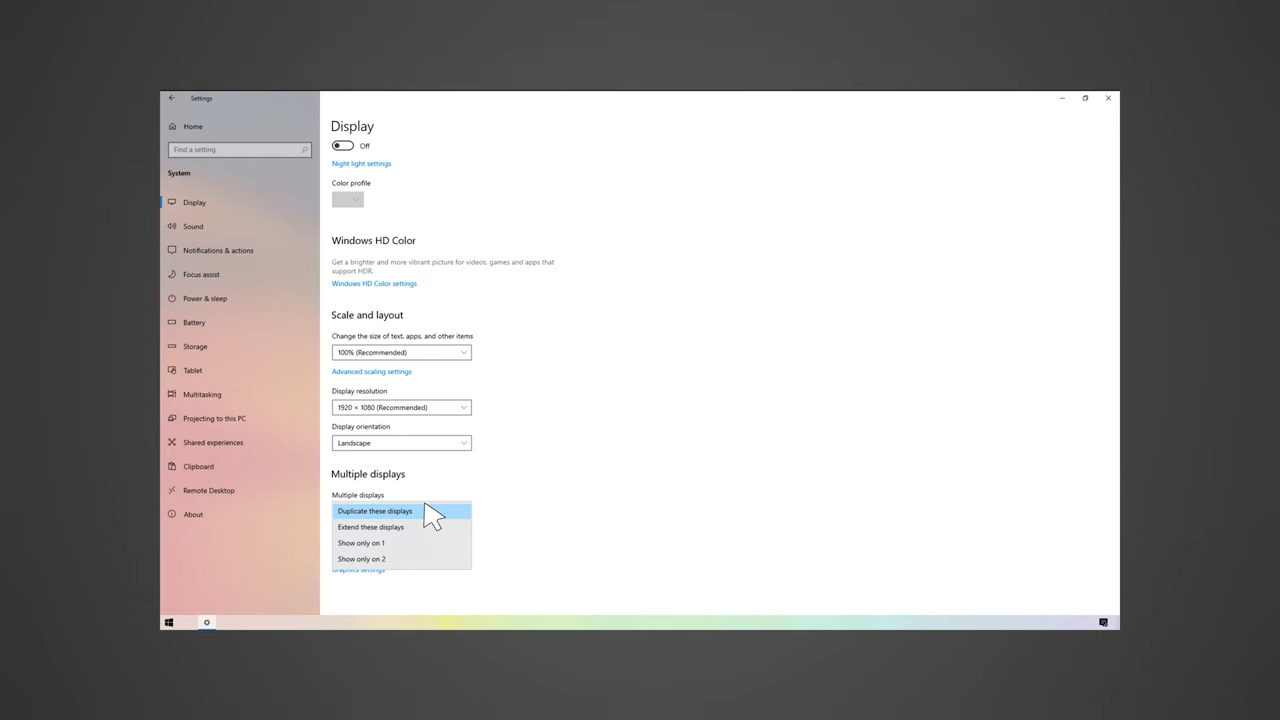 Settings
Home
Find a setting
System
Display
Sound
Notifications & actions
Focus assist
Power & sleep
Battery
Storage
Tablet
Multitasking
Projecting to this PC
Shared experiences
Clipboard
Remote Desktop
About
Display
Off
Night light settings
Color profile
Windows HD Color
Get a brighter and more vibrant picture for videos, games and apps that
support HDR.
Windows HD Color settings
Scale and layout
Change the size of text, apps, and other items
100% (Recommended)
Advanced scaling settings
Display resolution
1920 × 1080 (Recommended)
Display orientation
Landscape
Multiple displays
Multiple displays
Duplicate these displays
Extend these displays
Show only on 1
Show only on 2
Graphics settings